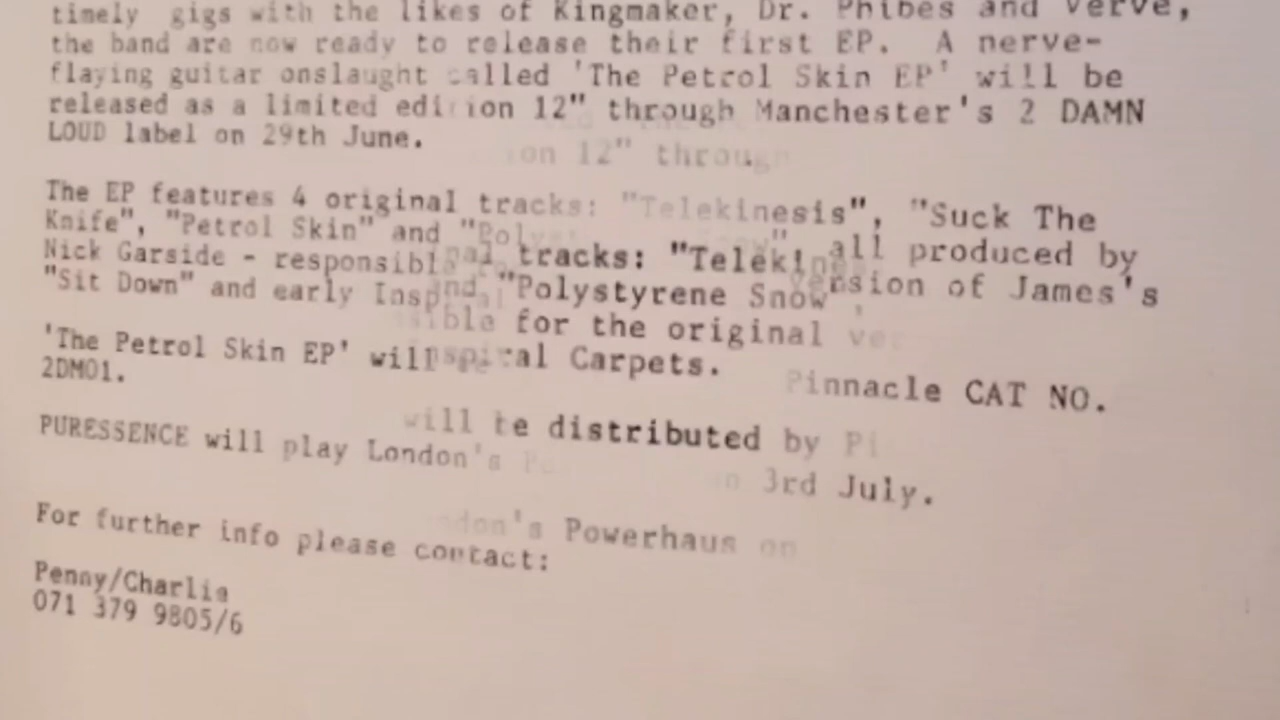 timely gigs with the likes of Kingmaker, Dr. Phibes and Verve,
the band are now ready to release their first EP. A nerve-
flaying guitar onslaught called 'The Petrol Skin EP' will be
released as a limited edition 12" through Manchester's 2 DAMN
LOUD label on 29th June.
on 12" through
The EP features 4 original tracks: "Telekinesis", "Suck The
Knife", "Petrol Skin" and "Polystyrene Snow" all produced by
Nick Garside - responsible for the original version of James's
"Sit Down" and early Inspiral Carpets.
'The Petrol Skin EP' will be distributed by Pinnacle CAT NO.
2DM01.
PURESSENCE will play London's Powerhaus on 3rd July.
For further info please contact:
Penny/Charlie
071 379 9805/6